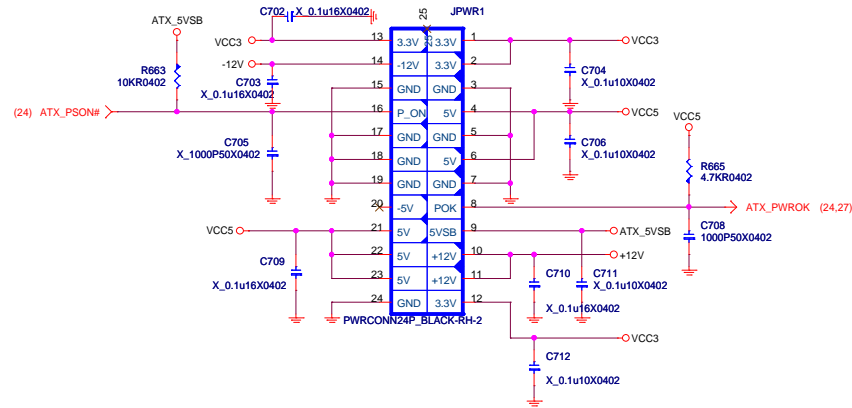 C702
X_0.1u16X0402
25
JPWR1
ATX_5VSB
VCC3
13
3.3V
25
3.3V
1
VCC3
-12V
14
-12V
3.3V
2
R663
10KR0402
C703
X_0.1u16X0402
C704
X_0.1u10X0402
15
GND
GND
3
(24) ATX_PSON#
16
P_ON
5V
4
VCC5
VCC5
C705
X_1000P50X0402
17
GND
GND
5
C706
X_0.1u10X0402
18
GND
5V
6
R665
4.7KR0402
19
GND
GND
7
20
-5V
POK
8
ATX_PWROK (24,27)
VCC5
21
5V
5VSB
9
ATX_5VSB
C708
1000P50X0402
22
5V
+12V
10
+12V
C709
X_0.1u16X0402
23
5V
+12V
11
C710
X_0.1u16X0402
C711
X_0.1u10X0402
24
GND
3.3V
12
PWRCONN24P_BLACK-RH-2
VCC3
C712
X_0.1u10X0402